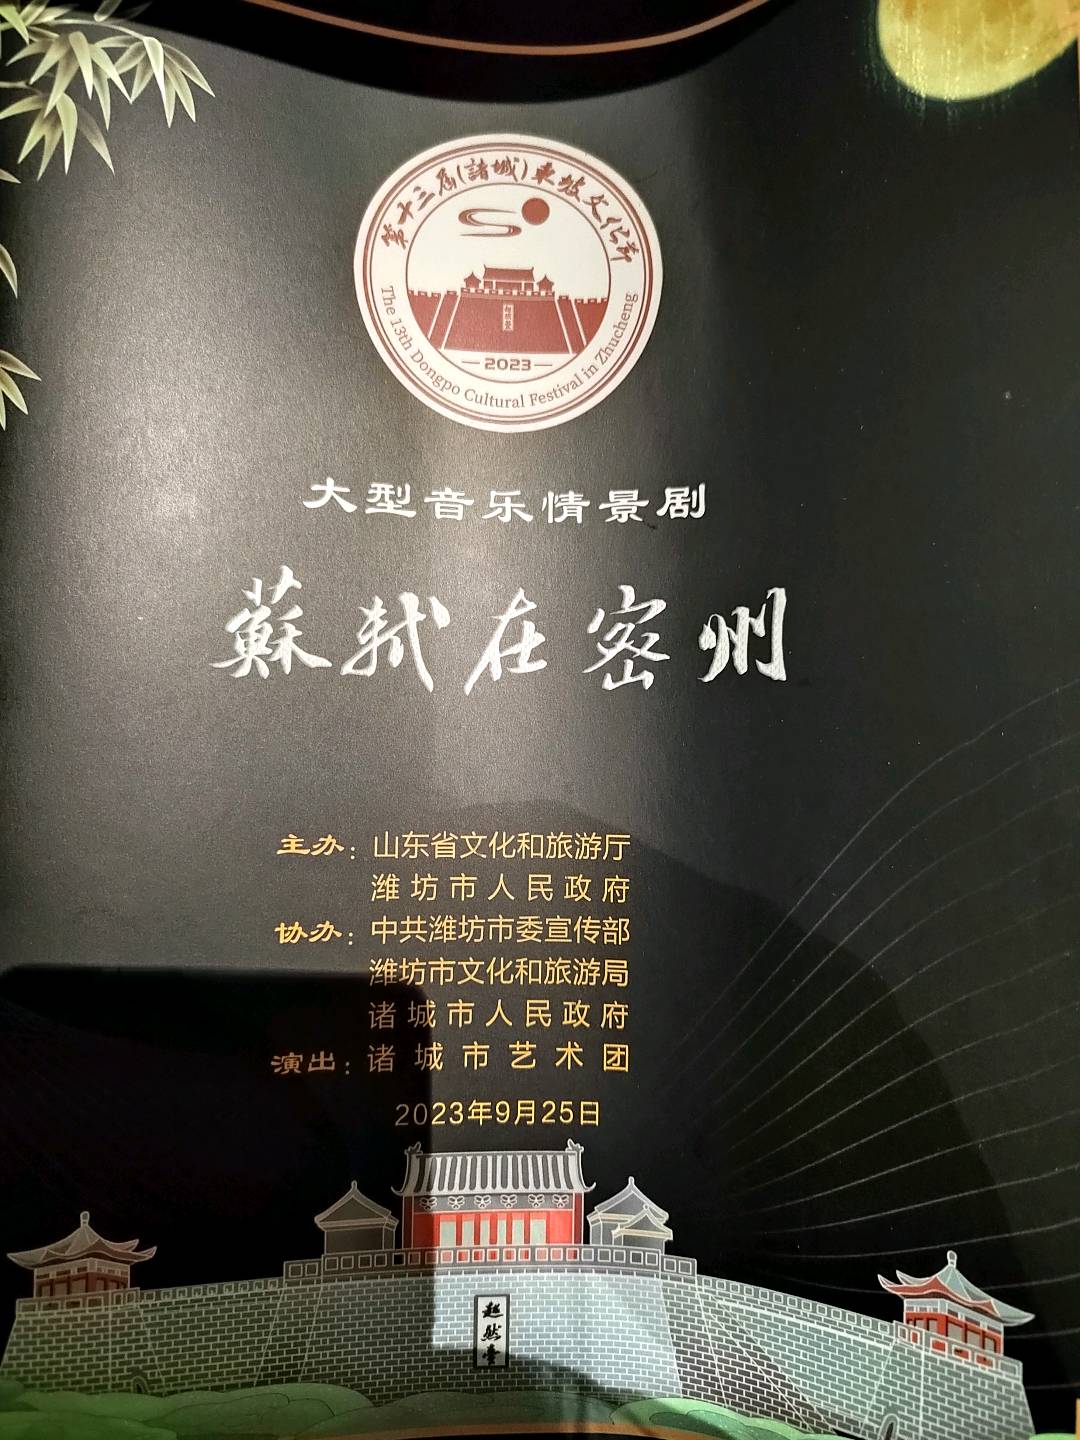 第十三届(諸城)東坡文化节
The 13th Dongpo Cultural Festival in Zhucheng
超然臺
2023
大型音乐情景剧
蘇軾在密州
主办：山东省文化和旅游厅
潍坊市人民政府
协办：中共潍坊市委宣传部
潍坊市文化和旅游局
诸城市人民政府
演出：诸城市艺术团
2023年9月25日
超然臺